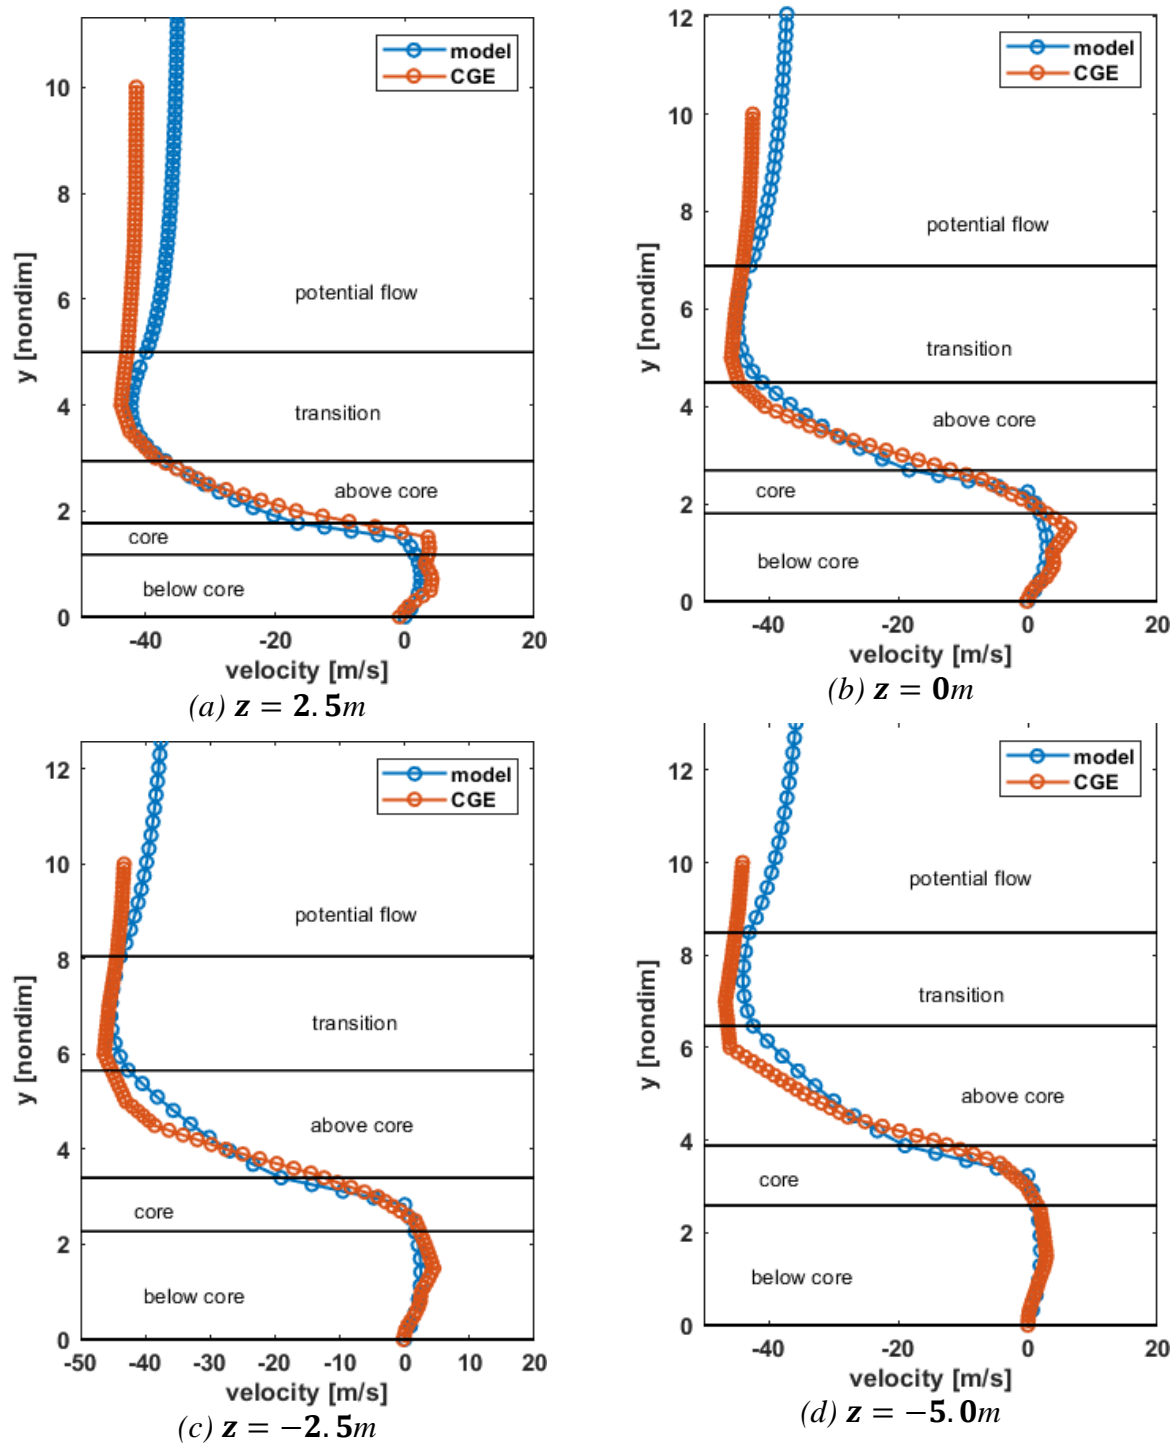 model
CGE
10
8
6
4
2
0
y [nondim]
potential flow
transition
above core
core
below core
-40 -20 0 20
velocity [m/s]
(a) z = 2.5m
model
CGE
12
10
8
6
4
2
0
y [nondim]
potential flow
transition
above core
core
below core
-40 -20 0 20
velocity [m/s]
(b) z = 0m
model
CGE
12
10
8
6
4
2
0
y [nondim]
potential flow
transition
above core
core
below core
-50 -40 -30 -20 -10 0 10 20
velocity [m/s]
(c) z = −2.5m
model
CGE
12
10
8
6
4
2
0
y [nondim]
potential flow
transition
above core
core
below core
-40 -20 0 20
velocity [m/s]
(d) z = −5.0m